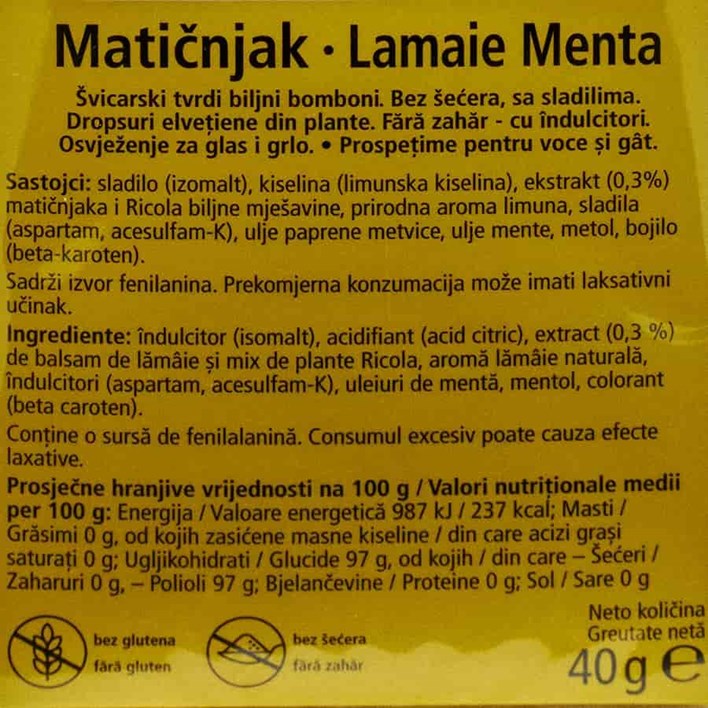 Matičnjak · Lamaie Menta
Švicarski tvrdi biljni bomboni. Bez šećera, sa sladilima.
Dropsuri elvețiene din plante. Fără zahăr - cu îndulcitori.
Osvježenje za glas i grlo. • Prospețime pentru voce și gât.
Sastojci: sladilo (izomalt), kiselina (limunska kiselina), ekstrakt (0,3%)
matičnjaka i Ricola biljne mješavine, prirodna aroma limuna, sladila
(aspartam, acesulfam-K), ulje paprene metvice, ulje mente, metol, bojilo
(beta-karoten).
Sadrži izvor fenilanina. Prekomjerna konzumacija može imati laksativni
učinak.
Ingrediente: îndulcitor (isomalt), acidifiant (acid citric), extract (0,3 %)
de balsam de lămâie și mix de plante Ricola, aromă lămâie naturală,
îndulcitori (aspartam, acesulfam-K), uleiuri de mentă, mentol, colorant
(beta caroten).
Conține o sursă de fenilalanină. Consumul excesiv poate cauza efecte
laxative.
Prosječne hranjive vrijednosti na 100 g / Valori nutriționale medii
per 100 g: Energija / Valoare energetică 987 kJ / 237 kcal; Masti /
Grăsimi 0 g, od kojih zasićene masne kiseline / din care acizi grași
saturați 0 g; Ugljikohidrati / Glucide 97 g, od kojih / din care – Šećeri /
Zaharuri 0 g, – Polioli 97 g; Bjelančevine / Proteine 0 g; Sol / Sare 0 g
bez glutena
fără gluten
bez šećera
fără zahăr
Neto količina
Greutate netă
40 g e